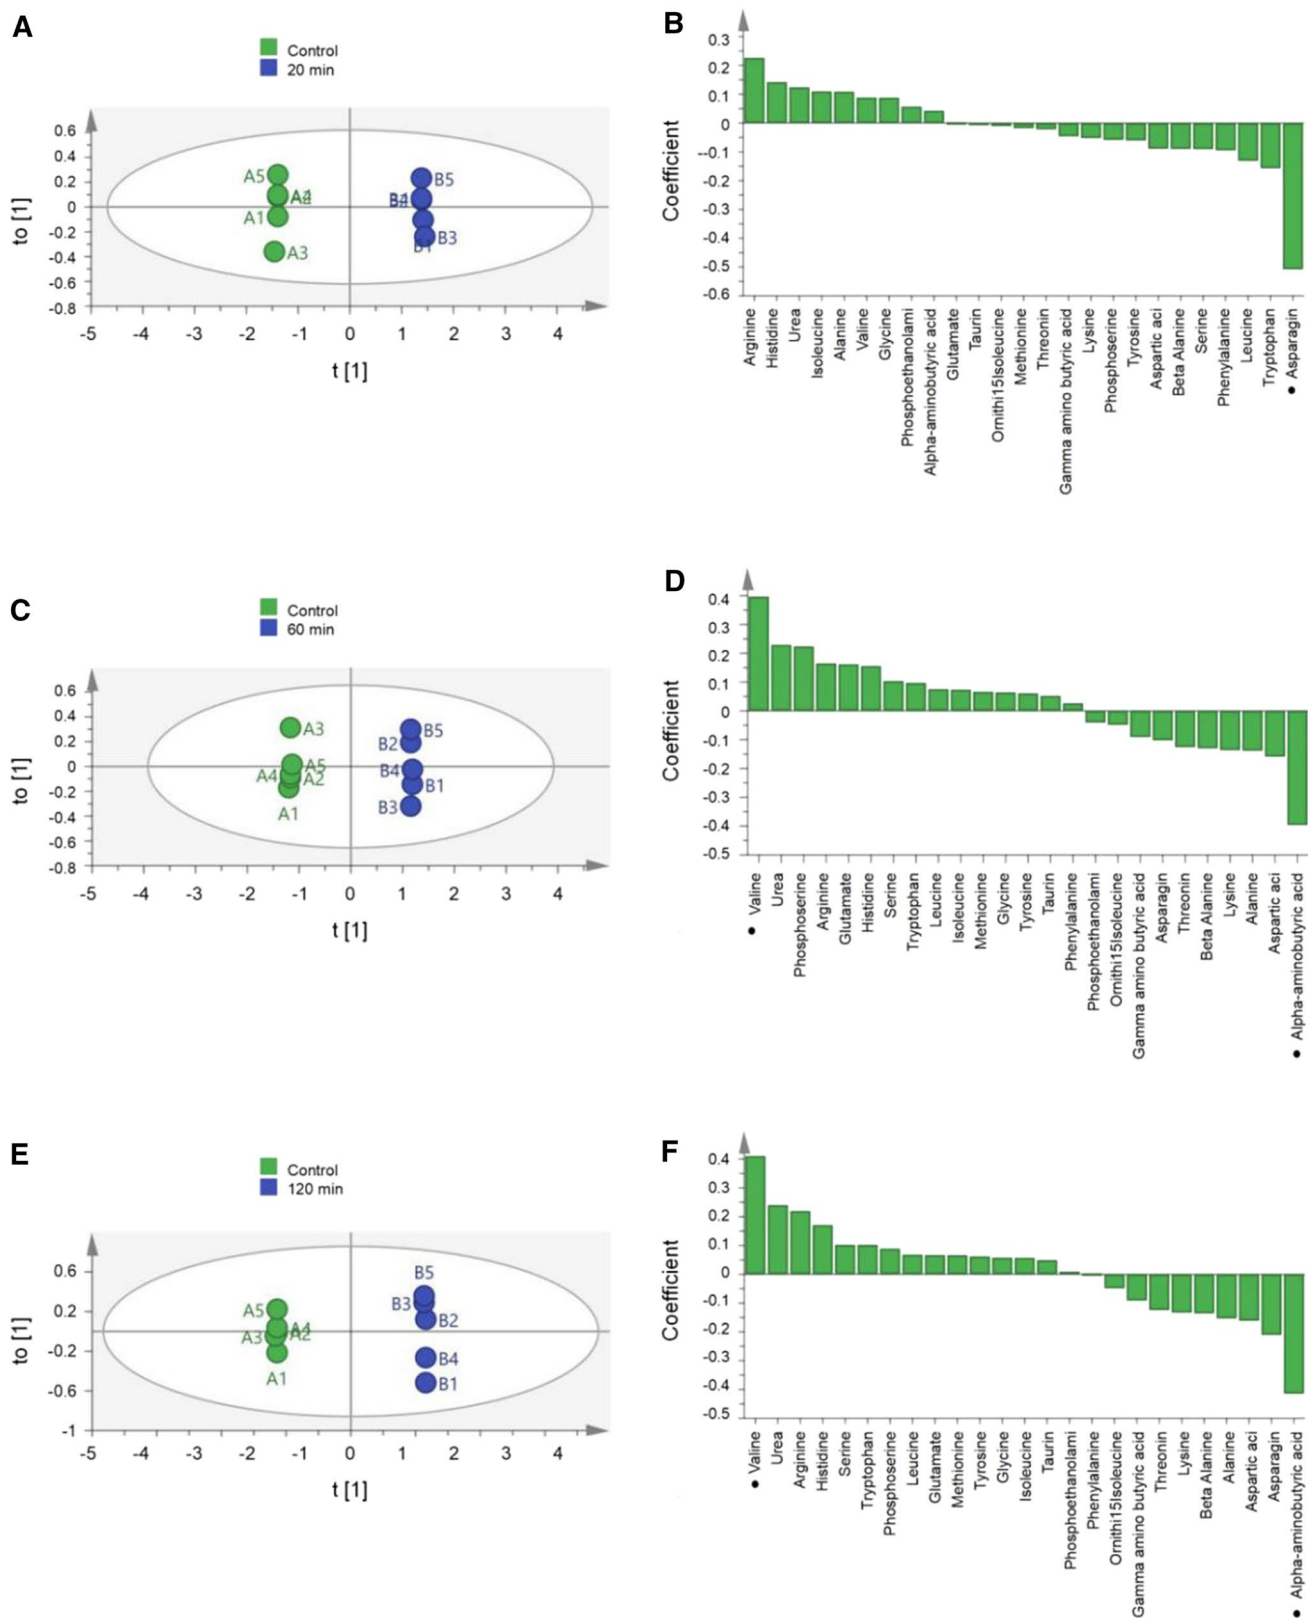 A
Control
20 min
0.6
0.4
0.2
0
-0.2
-0.4
-0.6
-0.8
to [1]
A5
A2
A1
A3
B5
B3
B1
-5 -4 -3 -2 -1 0 1 2 3 4
t [1]
B
0.3
0.2
0.1
0
--0.1
-0.2
-0.3
-0.4
-0.5
-0.6
Coefficient
Arginine
Histidine
Urea
Isoleucine
Alanine
Valine
Glycine
Phosphoethanolami
Alpha-aminobutyric acid
Glutamate
Taurin
Ornithi15Isoleucine
Methionine
Threonin
Gamma amino butyric acid
Lysine
Phosphoserine
Tyrosine
Aspartic aci
Beta Alanine
Serine
Phenylalanine
Leucine
Tryptophan
• Asparagin
C
Control
60 min
0.6
0.4
0.2
0
-0.2
-0.4
-0.6
-0.8
to [1]
A3
A5
A4
A2
A1
B5
B2
B4
B1
B3
-5 -4 -3 -2 -1 0 1 2 3 4
t [1]
D
0.4
0.3
0.2
0.1
0
-0.1
-0.2
-0.3
-0.4
-0.5
Coefficient
• Valine
Urea
Phosphoserine
Arginine
Glutamate
Histidine
Serine
Tryptophan
Leucine
Isoleucine
Methionine
Glycine
Tyrosine
Taurin
Phenylalanine
Phosphoethanolami
Ornithi15Isoleucine
Gamma amino butyric acid
Asparagin
Threonin
Beta Alanine
Lysine
Alanine
Aspartic aci
• Alpha-aminobutyric acid
E
Control
120 min
0.6
0.2
-0.2
-0.6
-1
to [1]
A5
A4
A3
A2
A1
B5
B3
B2
B4
B1
-5 -4 -3 -2 -1 0 1 2 3 4
t [1]
F
0.4
0.3
0.2
0.1
0
-0.1
-0.2
-0.3
-0.4
-0.5
Coefficient
• Valine
Urea
Arginine
Histidine
Serine
Tryptophan
Phosphoserine
Leucine
Glutamate
Methionine
Tyrosine
Glycine
Isoleucine
Taurin
Phosphoethanolami
Phenylalanine
Ornithi15Isoleucine
Gamma amino butyric acid
Threonin
Lysine
Beta Alanine
Alanine
Aspartic aci
Asparagin
• Alpha-aminobutyric acid